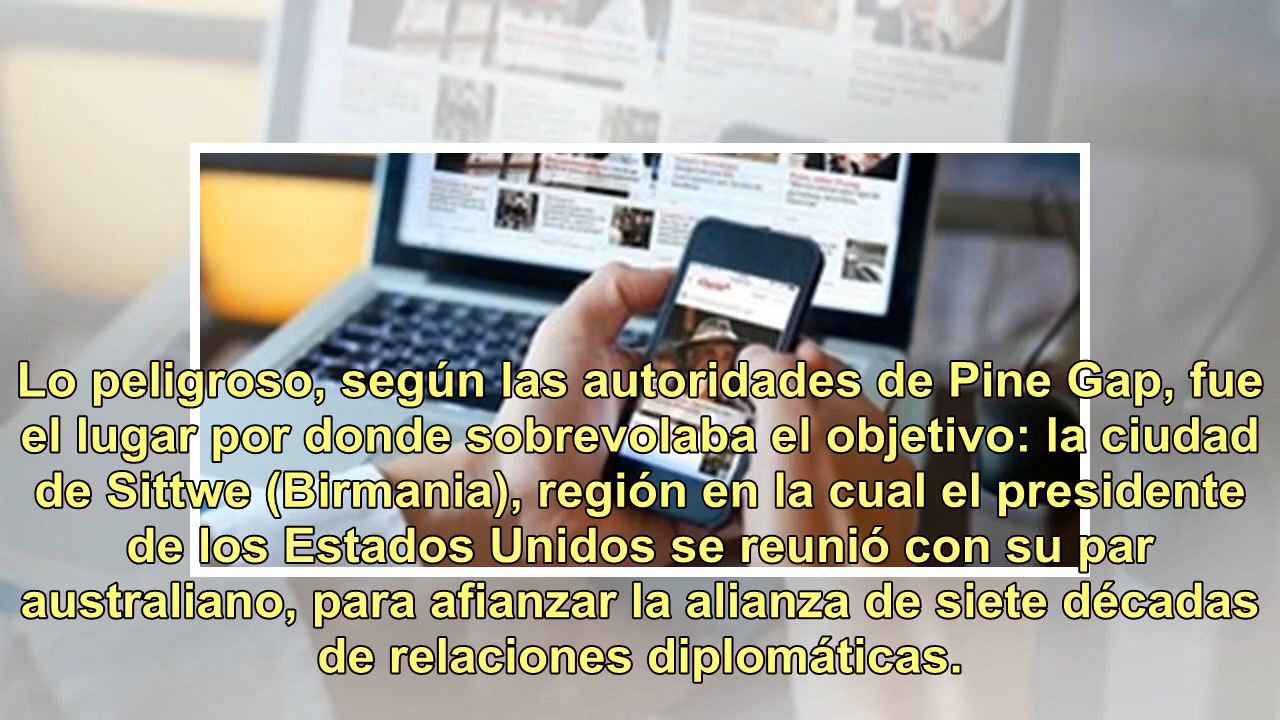 Lo peligroso, según las autoridades de Pine Gap, fue
el lugar por donde sobrevolaba el objetivo: la ciudad
de Sittwe (Birmania), región en la cual el presidente
de los Estados Unidos se reunió con su par
australiano, para afianzar la alianza de siete décadas
de relaciones diplomáticas.